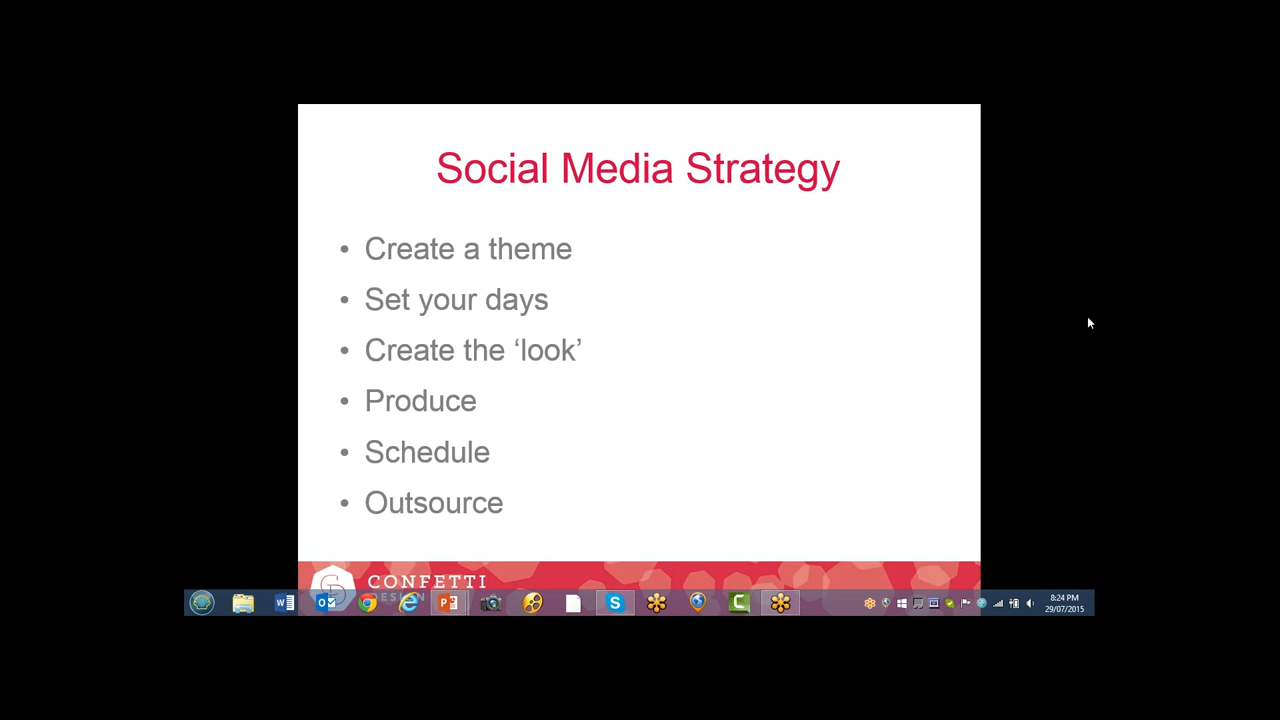 Social Media Strategy
• Create a theme
• Set your days
• Create the ‘look’
• Produce
• Schedule
• Outsource
CONFETTI
8:24 PM
29/07/2015